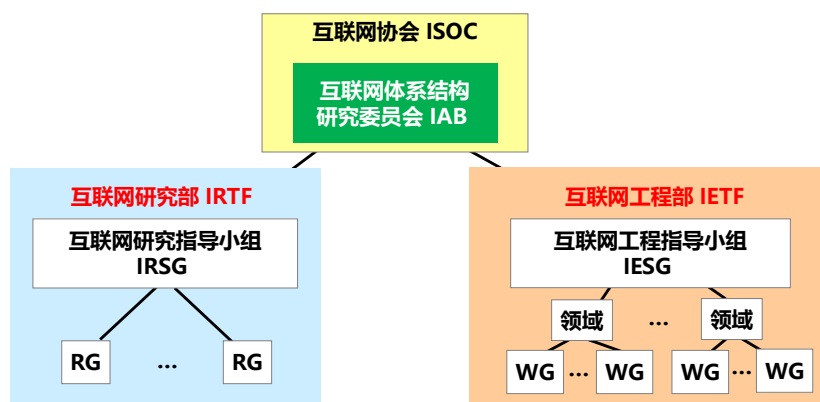 互联网协会 ISOC
互联网体系结构
研究委员会 IAB
互联网研究部 IRTF
互联网研究指导小组
IRSG
RG
...
RG
互联网工程部 IETF
互联网工程指导小组
IESG
领域
...
领域
WG
...
WG
WG
...
WG